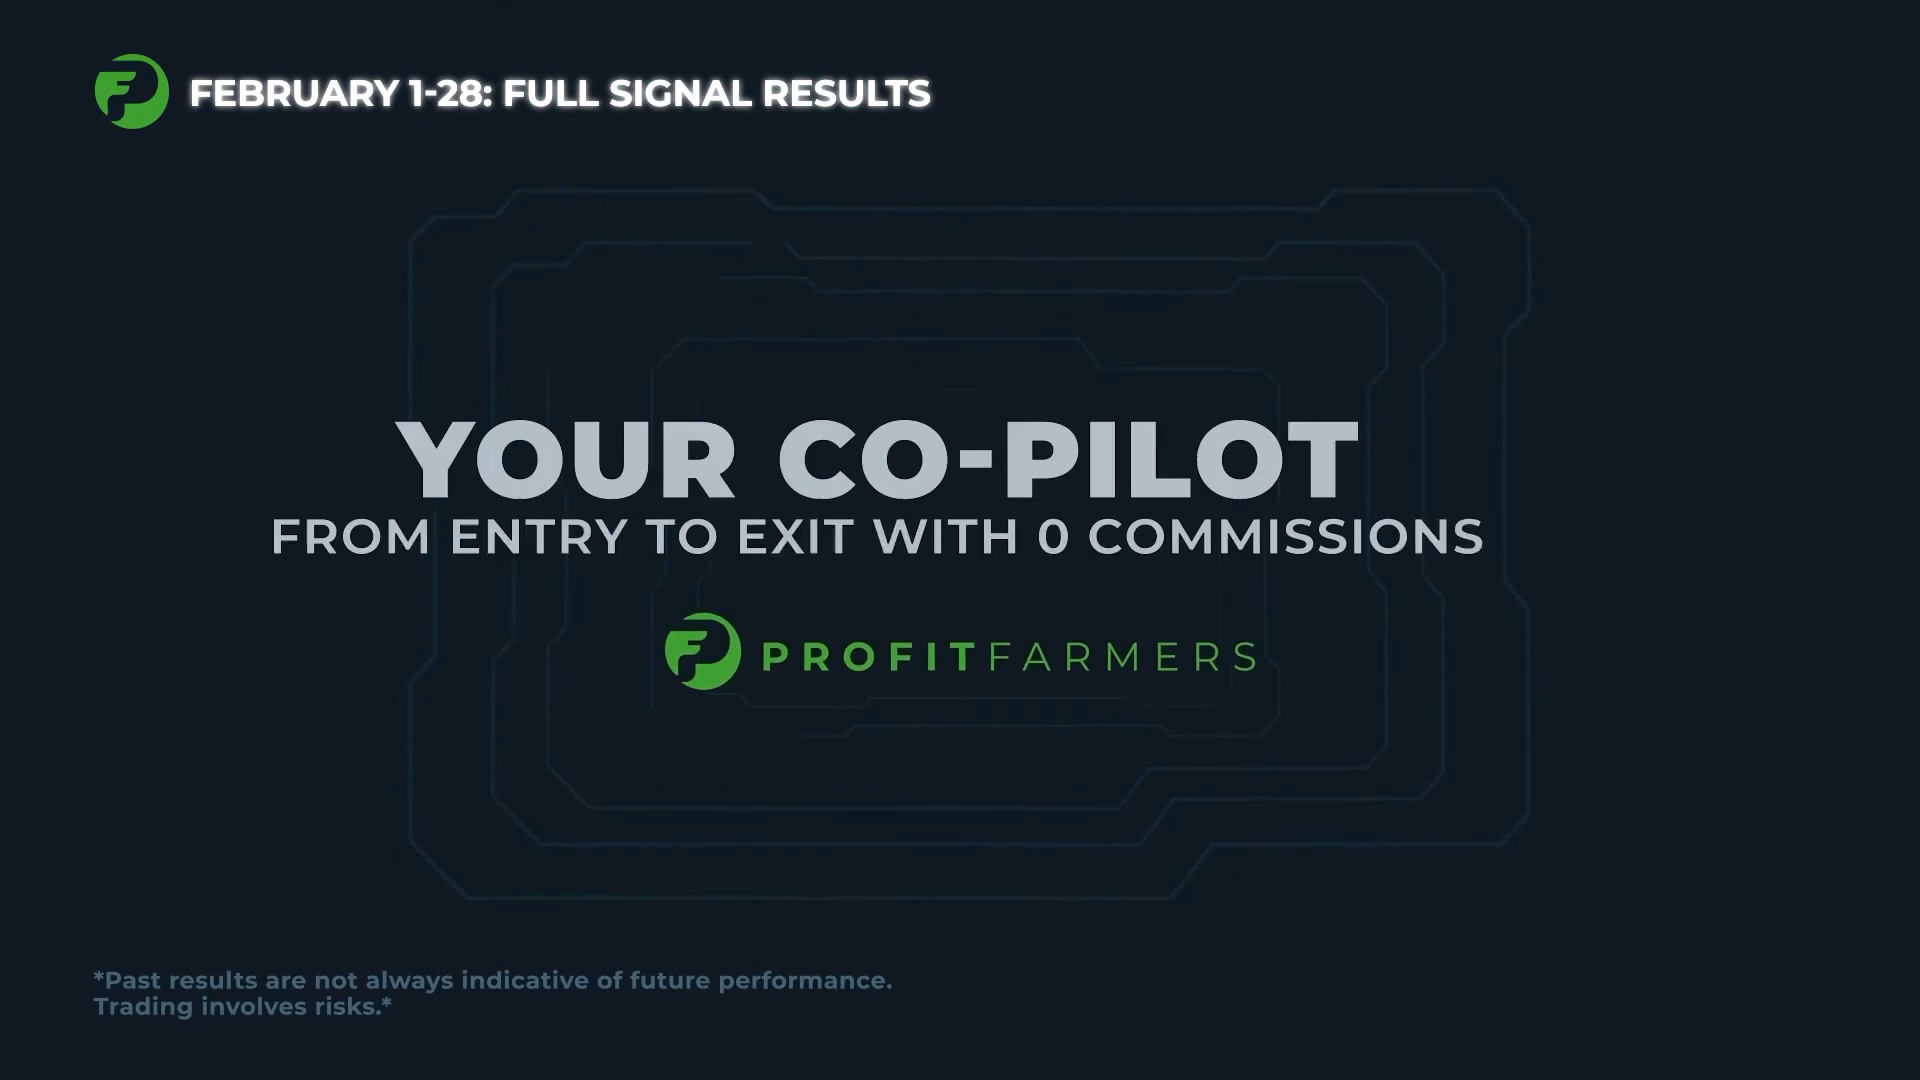 FEBRUARY 1-28: FULL SIGNAL RESULTS
YOUR CO-PILOT
FROM ENTRY TO EXIT WITH 0 COMMISSIONS
PROFITFARMERS
*Past results are not always indicative of future performance.
Trading involves risks.*